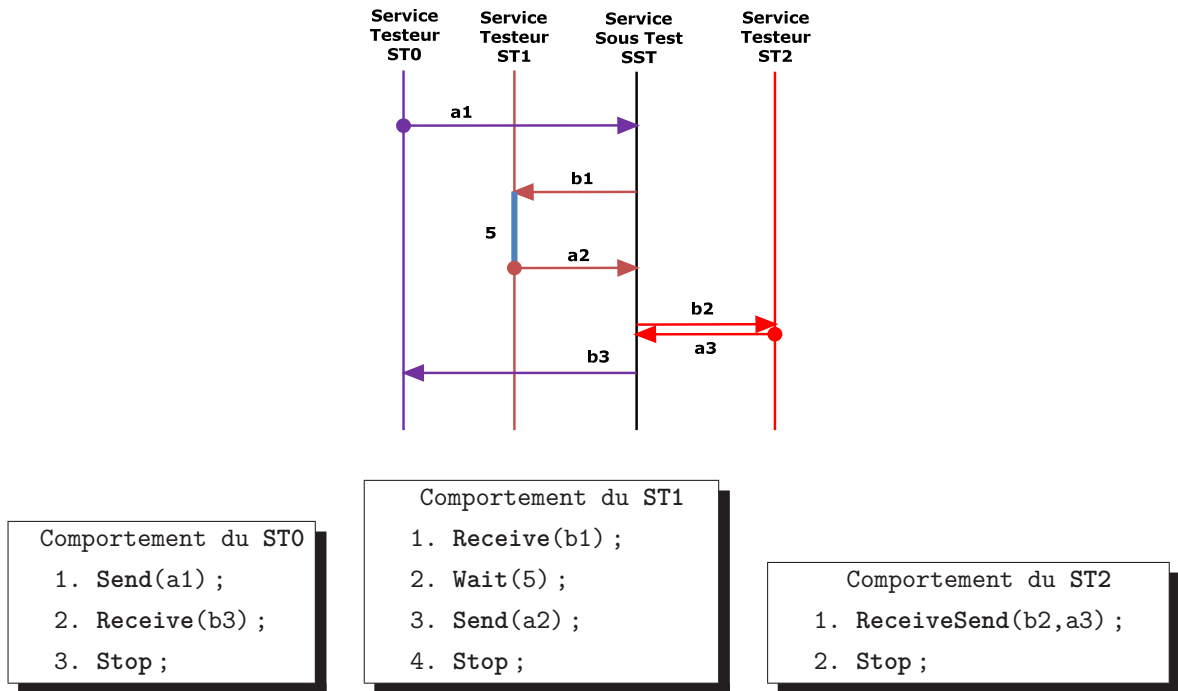 Service
Testeur
ST0
Service
Testeur
ST1
Service
Sous Test
SST
Service
Testeur
ST2
a1
b1
5
a2
b2
a3
b3
Comportement du ST0
1. Send(a1) ;
2. Receive(b3) ;
3. Stop ;
Comportement du ST1
1. Receive(b1) ;
2. Wait(5) ;
3. Send(a2) ;
4. Stop ;
Comportement du ST2
1. ReceiveSend(b2,a3) ;
2. Stop ;